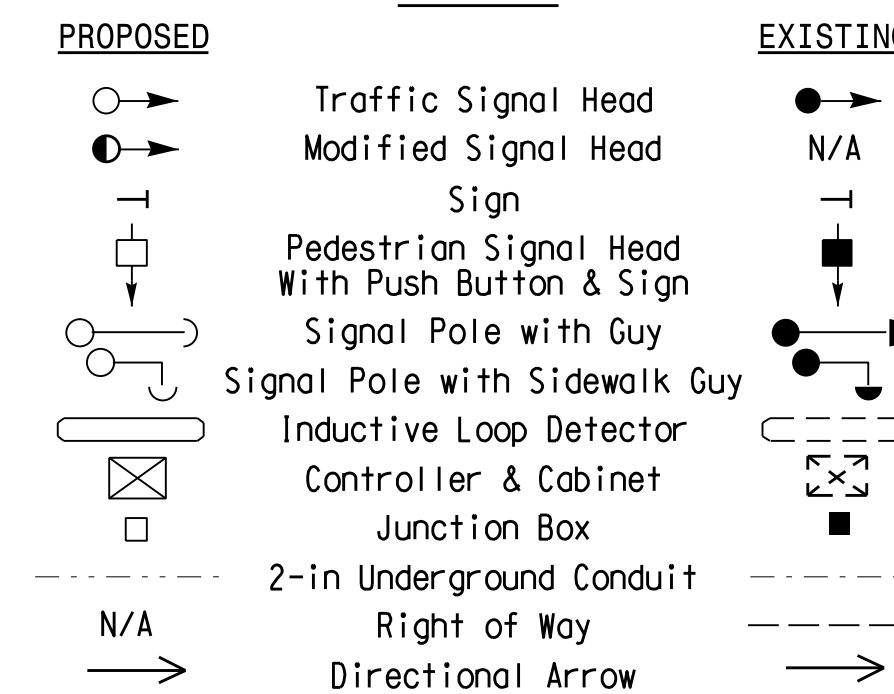 PROPOSED EXISTING
Traffic Signal Head
Modified Signal Head N/A
Sign
Pedestrian Signal Head
With Push Button & Sign
Signal Pole with Guy
Signal Pole with Sidewalk Guy
Inductive Loop Detector
Controller & Cabinet
Junction Box
2-in Underground Conduit
N/A Right of Way
Directional Arrow